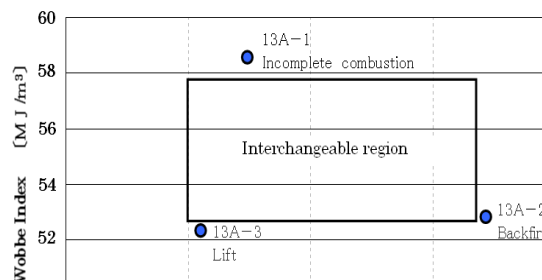 60
58
56
54
52
Wobbe Index (MJ/m³)
13A-1
Incomplete combustion
Interchangeable region
13A-2
Backfir
13A-3
Lift